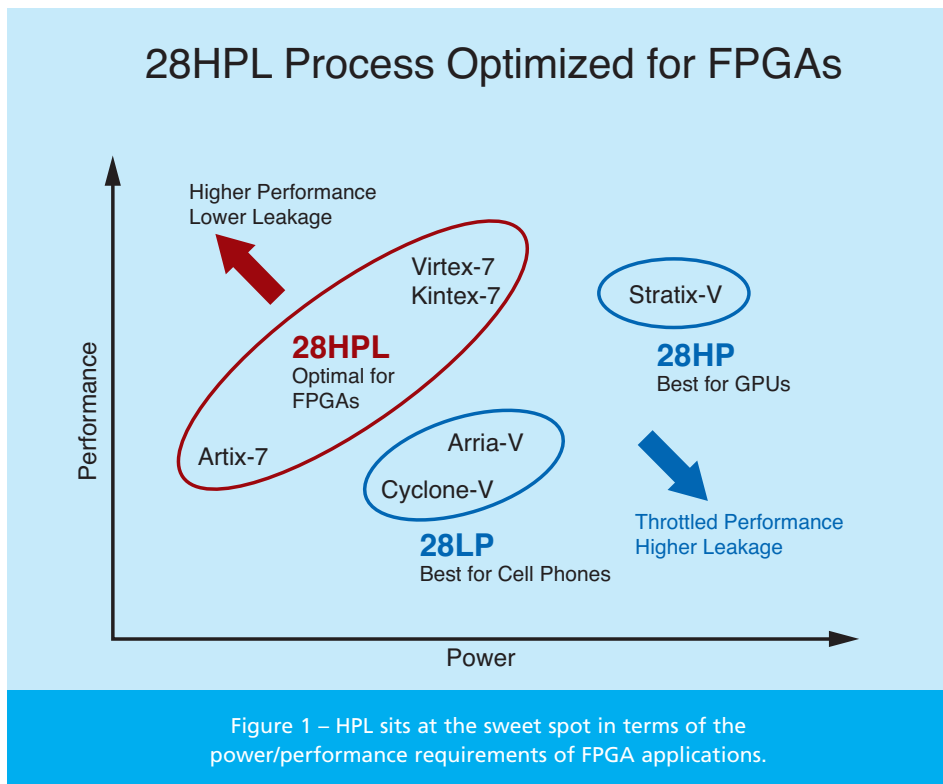 28HPL Process Optimized for FPGAs
Higher Performance
Lower Leakage
Virtex-7
Kintex-7
28HPL
Optimal for
FPGAs
Artix-7
Stratix-V
28HP
Best for GPUs
Arria-V
Cyclone-V
28LP
Best for Cell Phones
Throttled Performance
Higher Leakage
Performance
Power
Figure 1 – HPL sits at the sweet spot in terms of the
power/performance requirements of FPGA applications.